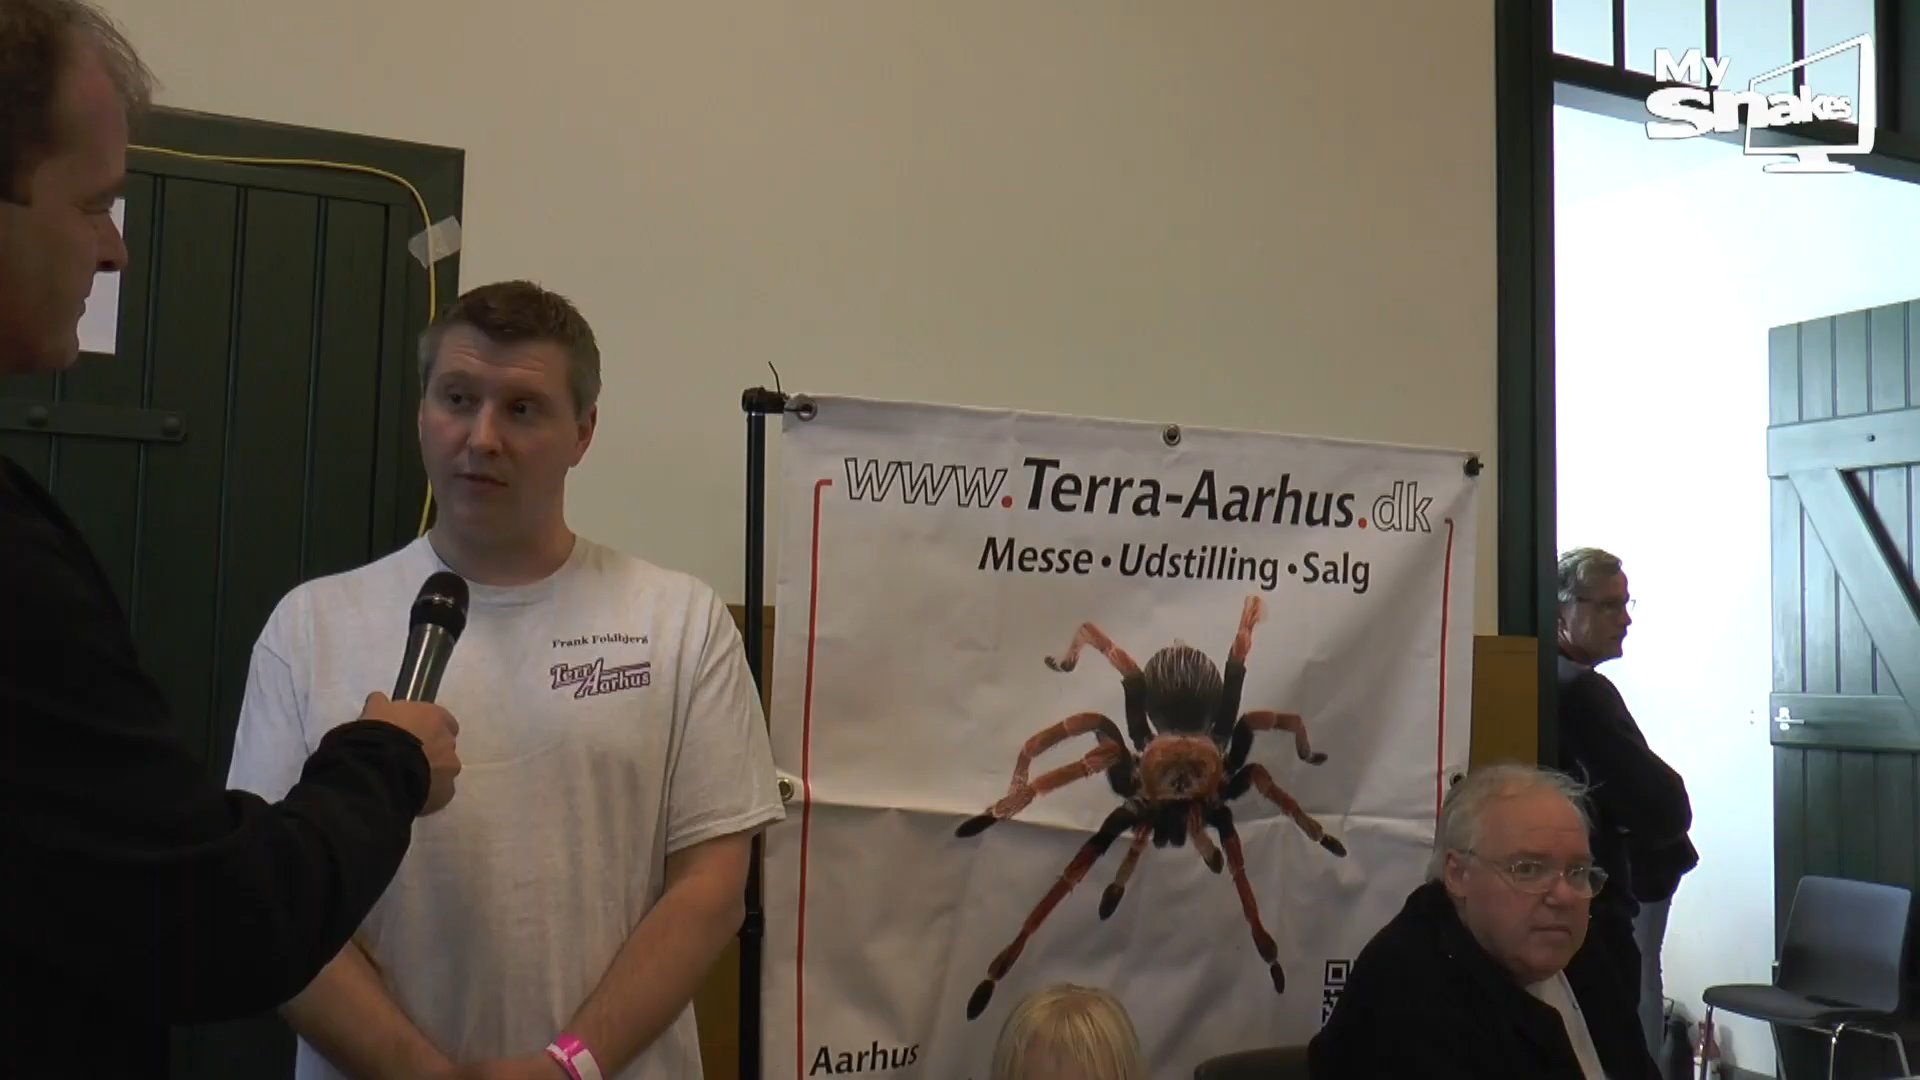 My
Snakes
www.Terra-Aarhus.dk
Messe • Udstilling • Salg
Frank Foldbjerg
Terra
Aarhus
Aarhus